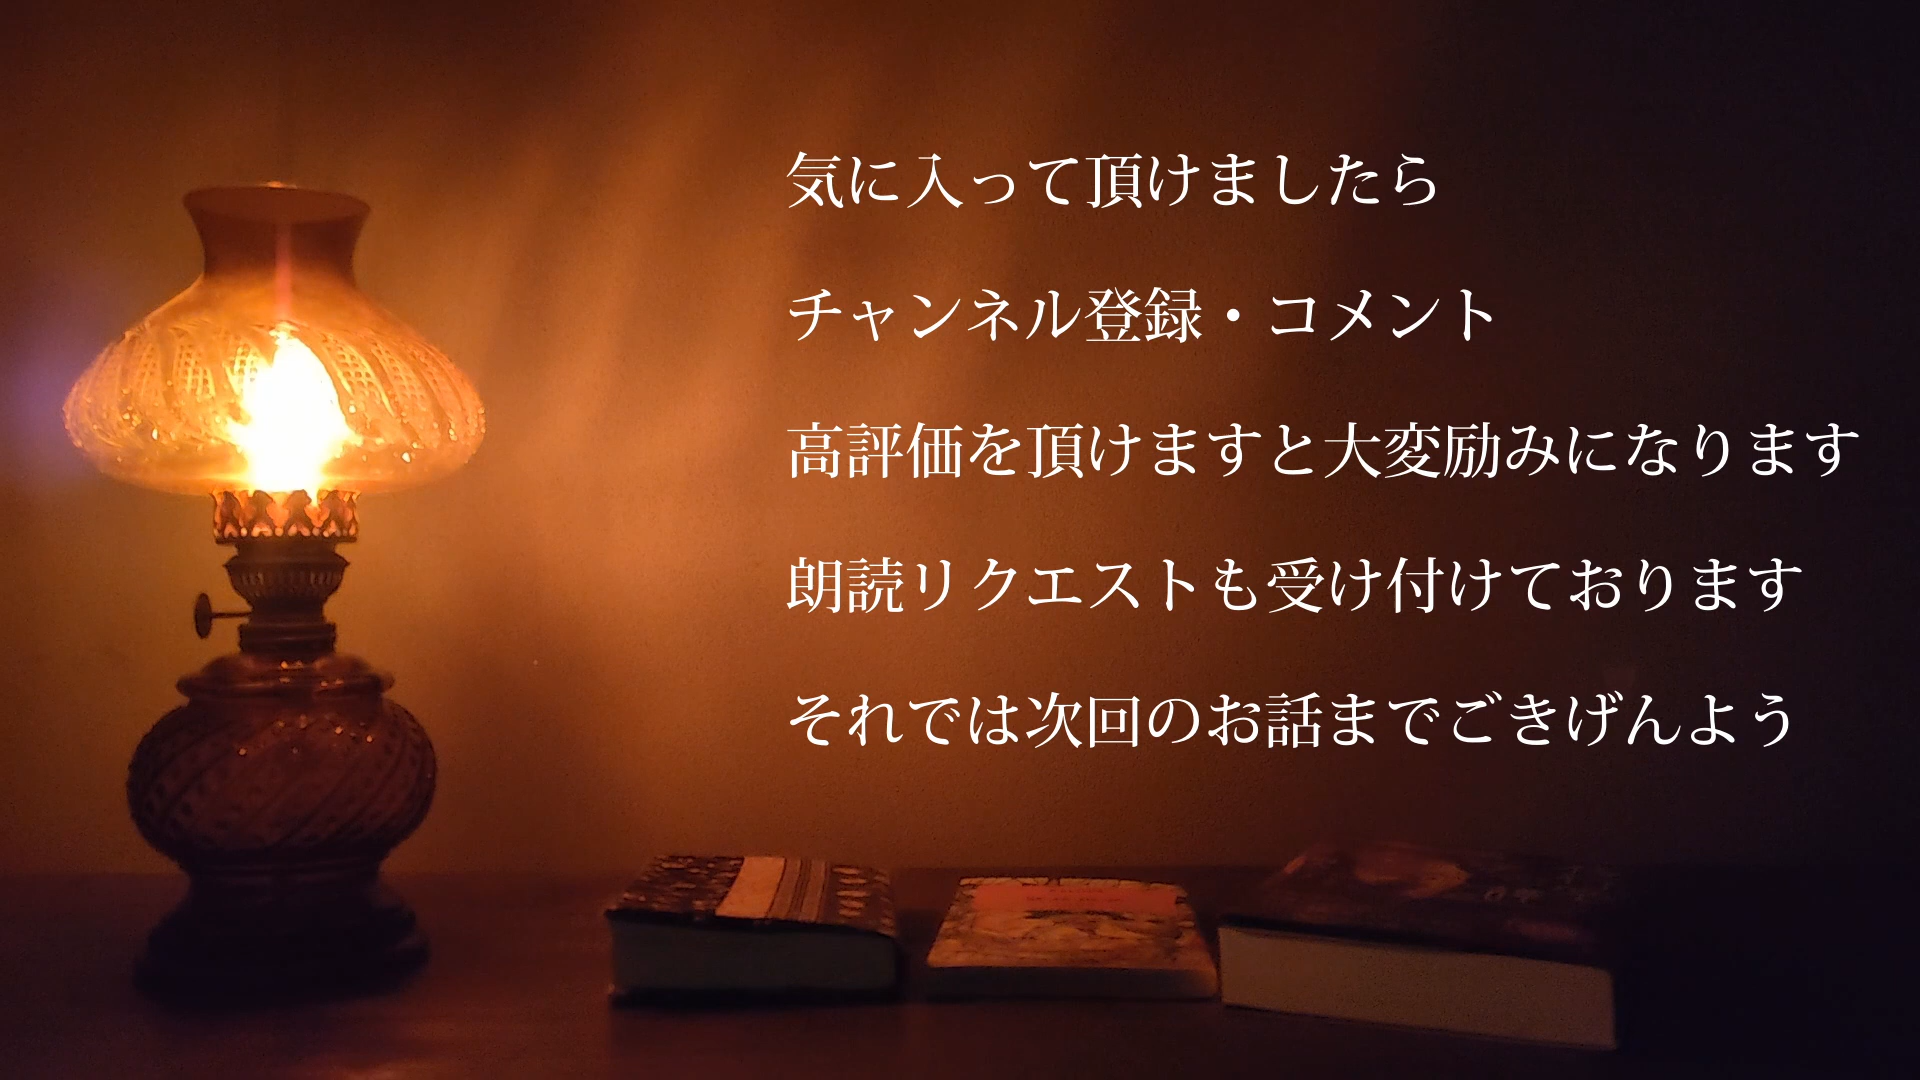 気に入って頂けましたら
チャンネル登録・コメント
高評価を頂けますと大変励みになります
朗読リクエストも受け付けております
それでは次回のお話までごきげんよう